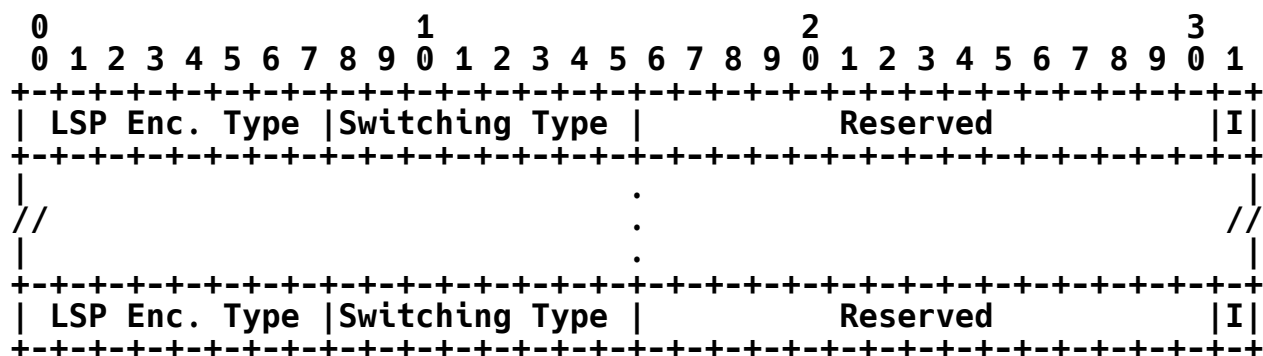 0                   1                   2                   3
 0 1 2 3 4 5 6 7 8 9 0 1 2 3 4 5 6 7 8 9 0 1 2 3 4 5 6 7 8 9 0 1
+-+-+-+-+-+-+-+-+-+-+-+-+-+-+-+-+-+-+-+-+-+-+-+-+-+-+-+-+-+-+-+-+
| LSP Enc. Type |Switching Type |          Reserved           |I|
+-+-+-+-+-+-+-+-+-+-+-+-+-+-+-+-+-+-+-+-+-+-+-+-+-+-+-+-+-+-+-+-+
|                               .                               |
//                              .                              //
|                               .                               |
+-+-+-+-+-+-+-+-+-+-+-+-+-+-+-+-+-+-+-+-+-+-+-+-+-+-+-+-+-+-+-+-+
| LSP Enc. Type |Switching Type |          Reserved           |I|
+-+-+-+-+-+-+-+-+-+-+-+-+-+-+-+-+-+-+-+-+-+-+-+-+-+-+-+-+-+-+-+-+